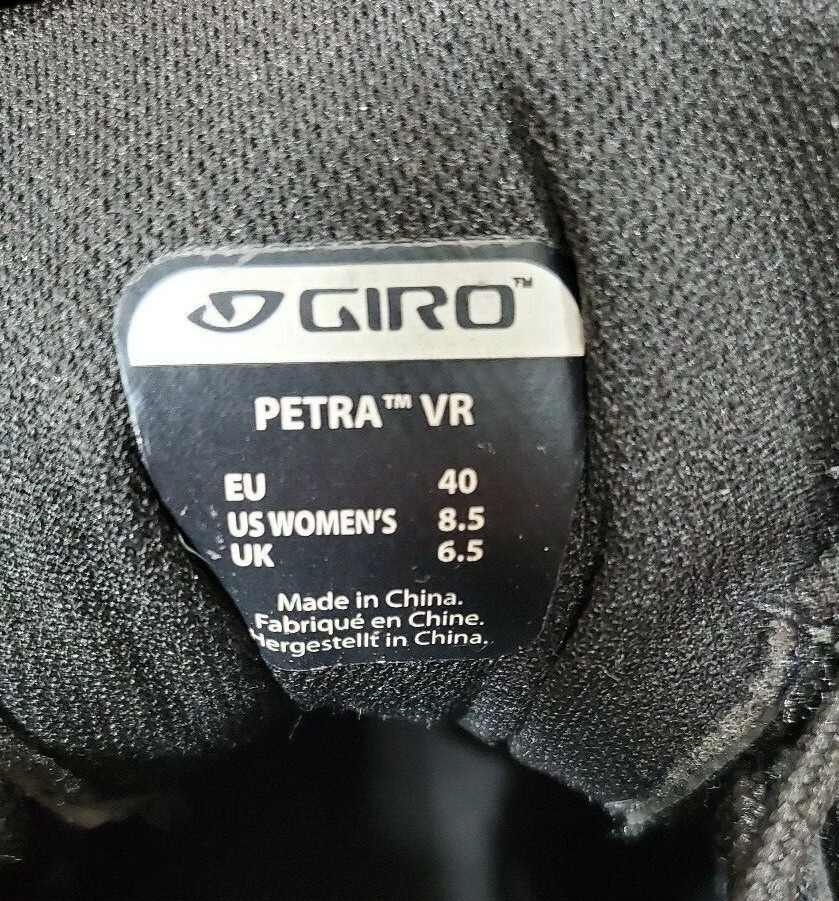 GIRO™
PETRA™ VR
EU 40
US WOMEN'S 8.5
UK 6.5
Made in China.
Fabriqué en Chine.
Hergestellt in China.